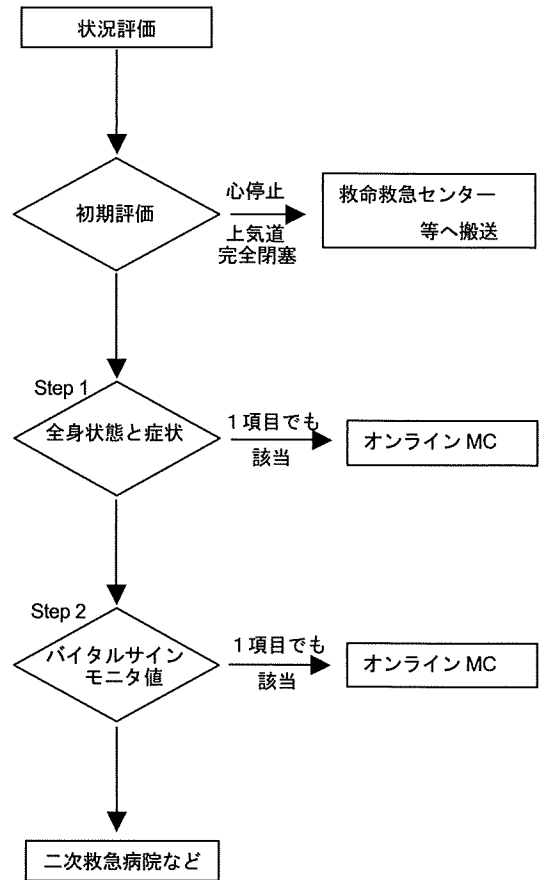 状況評価
初期評価
心停止
上気道
完全閉塞
救命救急センター
等へ搬送
Step 1
全身状態と症状
1項目でも
該当
オンライン MC
Step 2
バイタルサイン
モニタ値
1項目でも
該当
オンライン MC
二次救急病院など